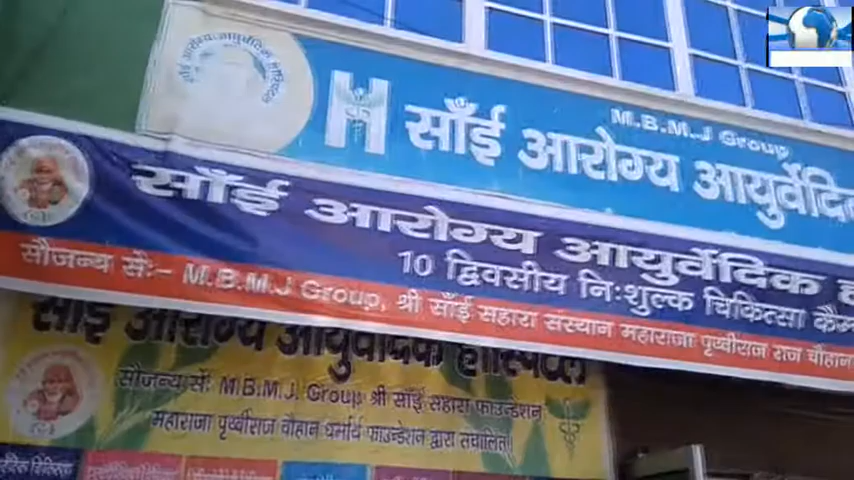 M.B.M.J Group
H साँई आरोग्य आयुर्वेदिक
साँई आरोग्य आयुर्वेदिक
10 द्विवसीय निःशुल्क चिकित्सा
सौजन्य से:- M.B.M.J Group, श्री साईं सहारा संस्थान महाराजा पृथ्वीराज चौहान
साईं आरोग्य आयुर्वेदिक हॉस्पिटल
सौजन्य से: M.B.M.J Group, श्री साईं सहारा फाउन्डेशन
महाराजा पृथ्वीराज चौहान धर्मार्थ फाउन्डेशन द्वारा संचालित